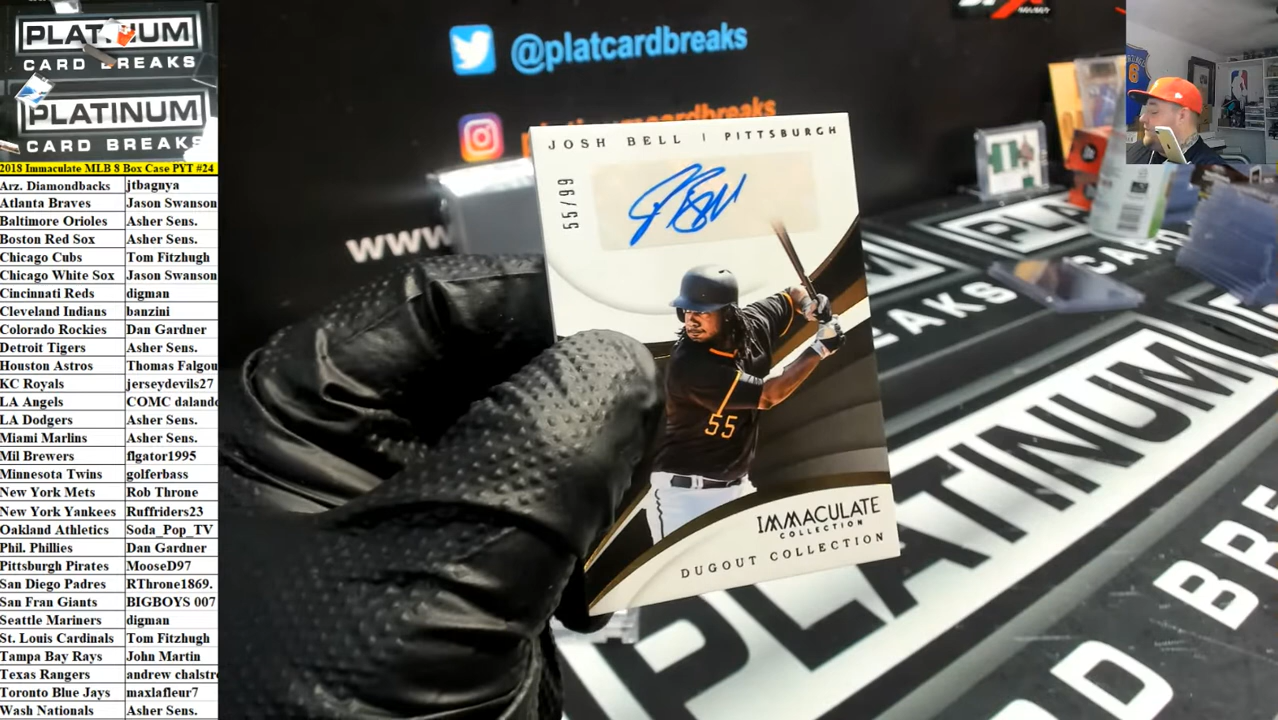 PLATINUM
CARD BREAKS
PLATINUM
CARD BREAKS
2018 Immaculate MLB 8 Box Case PYT #24
Arz. Diamondbacks jtbagnya
Atlanta Braves Jason Swanson
Baltimore Orioles Asher Sens.
Boston Red Sox Asher Sens.
Chicago Cubs Tom Fitzhugh
Chicago White Sox Jason Swanson
Cincinnati Reds digman
Cleveland Indians banzini
Colorado Rockies Dan Gardner
Detroit Tigers Asher Sens.
Houston Astros Thomas Falgou
KC Royals jerseydevils27
LA Angels COMC daland
LA Dodgers Asher Sens.
Miami Marlins Asher Sens.
Mil Brewers flgator1995
Minnesota Twins golferbass
New York Mets Rob Throne
New York Yankees Ruffriders23
Oakland Athletics Soda_Pop_TV
Phil. Phillies Dan Gardner
Pittsburgh Pirates MooseD97
San Diego Padres RThrone1869.
San Fran Giants BIGBOYS 007
Seattle Mariners digman
St. Louis Cardinals Tom Fitzhugh
Tampa Bay Rays John Martin
Texas Rangers andrew chalstr
Toronto Blue Jays maxlafleur7
Wash Nationals Asher Sens.
@platcardbreaks
platinumcardbreaks
www
JOSH BELL | PITTSBURGH
55/99
55
IMMACULATE
COLLECTION
DUGOUT COLLECTION
SELECT
PLATINUM